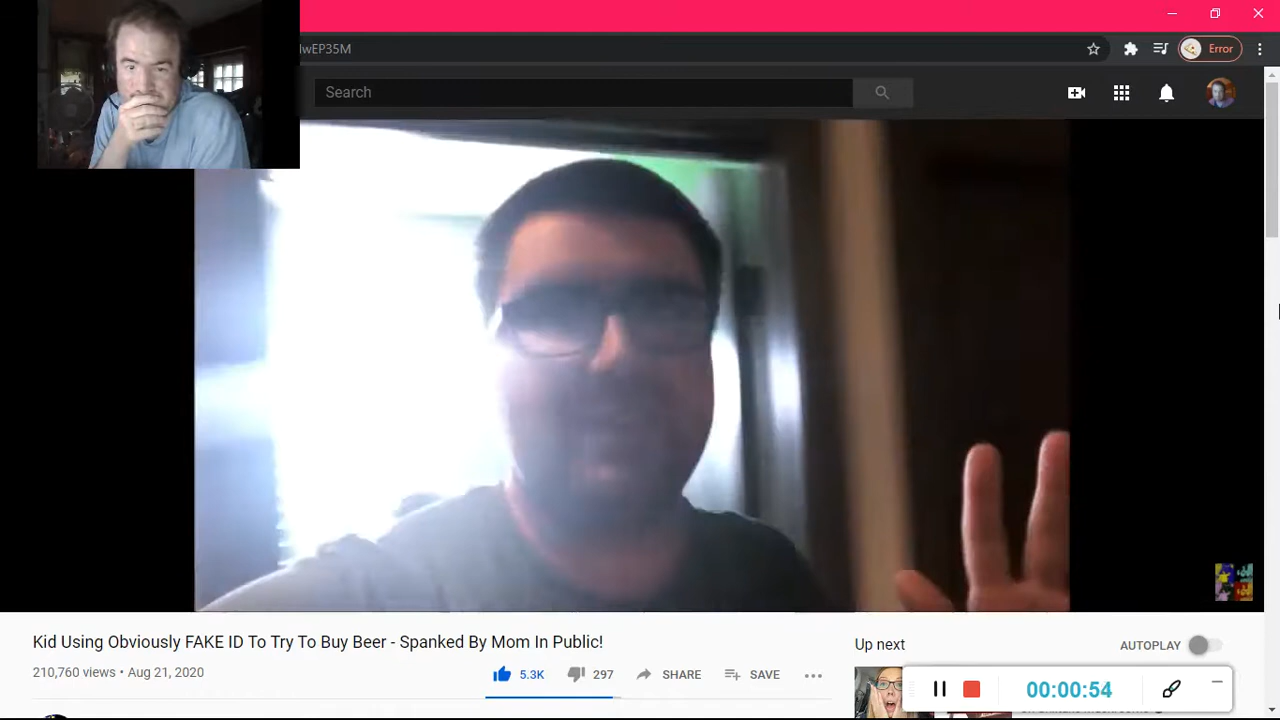 IwEP35M
Error
Search
Kid Using Obviously FAKE ID To Try To Buy Beer - Spanked By Mom In Public!
210,760 views • Aug 21, 2020
5.3K
297
SHARE
SAVE
Up next
AUTOPLAY
00:00:54